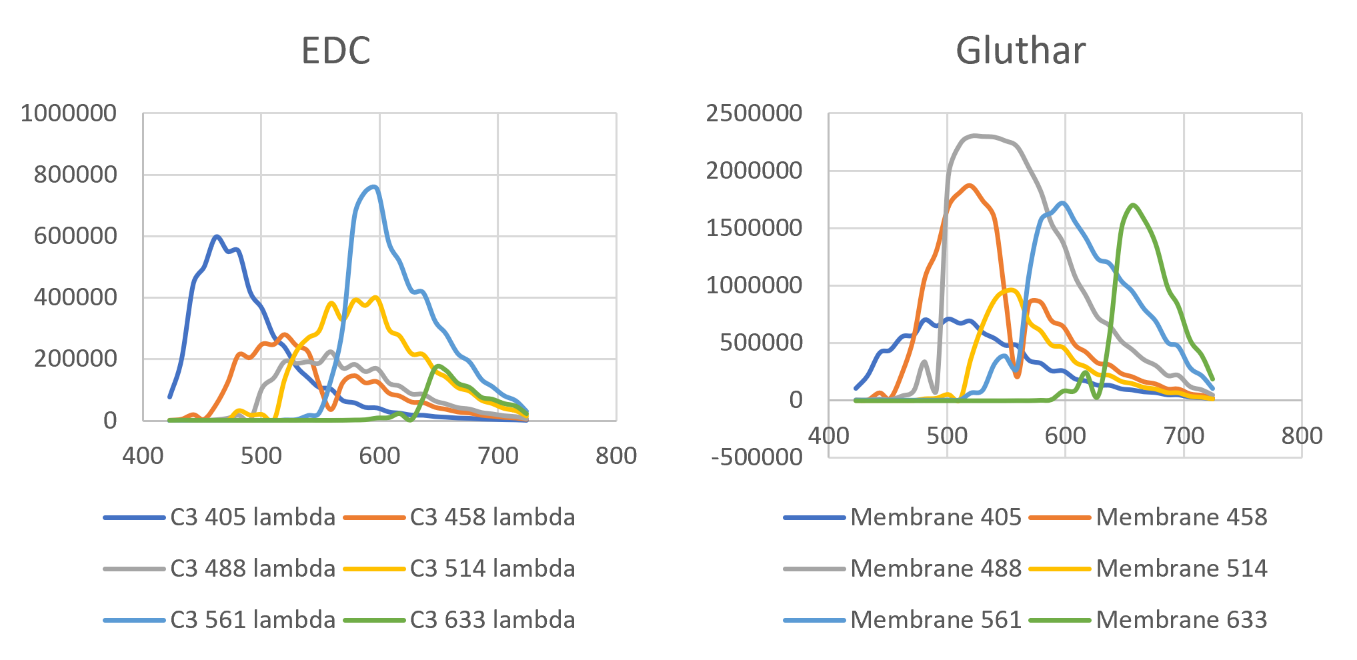 EDC
1000000
800000
600000
400000
200000
0
400 500 600 700 800
C3 405 lambda C3 458 lambda
C3 488 lambda C3 514 lambda
C3 561 lambda C3 633 lambda
Gluthar
2500000
2000000
1500000
1000000
500000
0
-500000
400 500 600 700 800
Membrane 405 Membrane 458
Membrane 488 Membrane 514
Membrane 561 Membrane 633